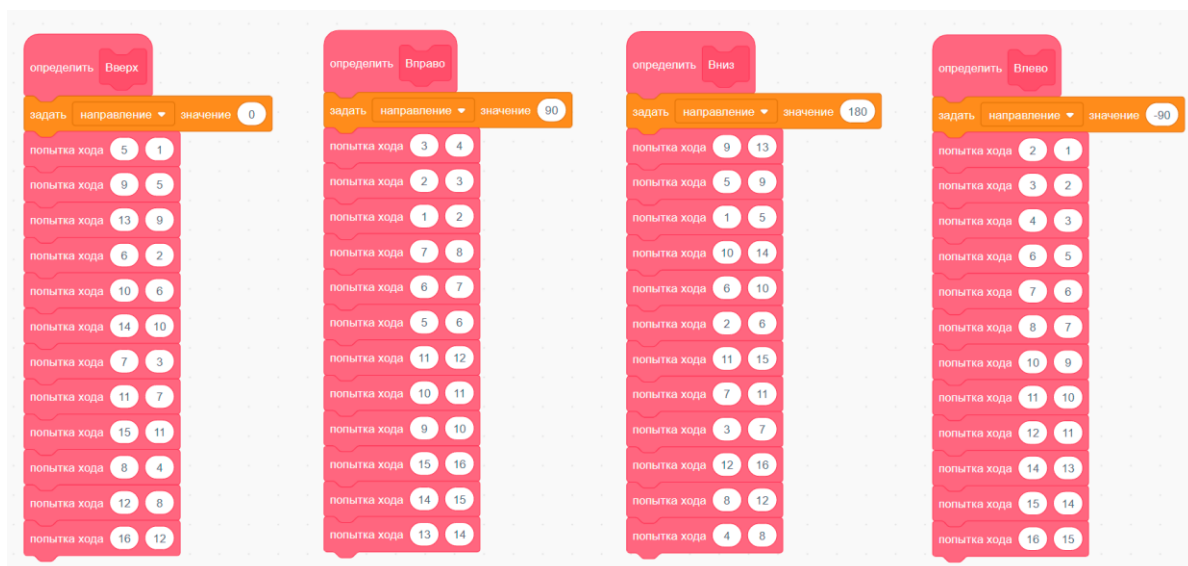 определить Вверх
задать направление значение 0
попытка хода 5 1
попытка хода 9 5
попытка хода 13 9
попытка хода 6 2
попытка хода 10 6
попытка хода 14 10
попытка хода 7 3
попытка хода 11 7
попытка хода 15 11
попытка хода 8 4
попытка хода 12 8
попытка хода 16 12
определить Вправо
задать направление значение 90
попытка хода 3 4
попытка хода 2 3
попытка хода 1 2
попытка хода 7 8
попытка хода 6 7
попытка хода 5 6
попытка хода 11 12
попытка хода 10 11
попытка хода 9 10
попытка хода 15 16
попытка хода 14 15
попытка хода 13 14
определить Вниз
задать направление значение 180
попытка хода 9 13
попытка хода 5 9
попытка хода 1 5
попытка хода 10 14
попытка хода 6 10
попытка хода 2 6
попытка хода 11 15
попытка хода 7 11
попытка хода 3 7
попытка хода 12 16
попытка хода 8 12
попытка хода 4 8
определить Влево
задать направление значение -90
попытка хода 2 1
попытка хода 3 2
попытка хода 4 3
попытка хода 6 5
попытка хода 7 6
попытка хода 8 7
попытка хода 10 9
попытка хода 11 10
попытка хода 12 11
попытка хода 14 13
попытка хода 15 14
попытка хода 16 15